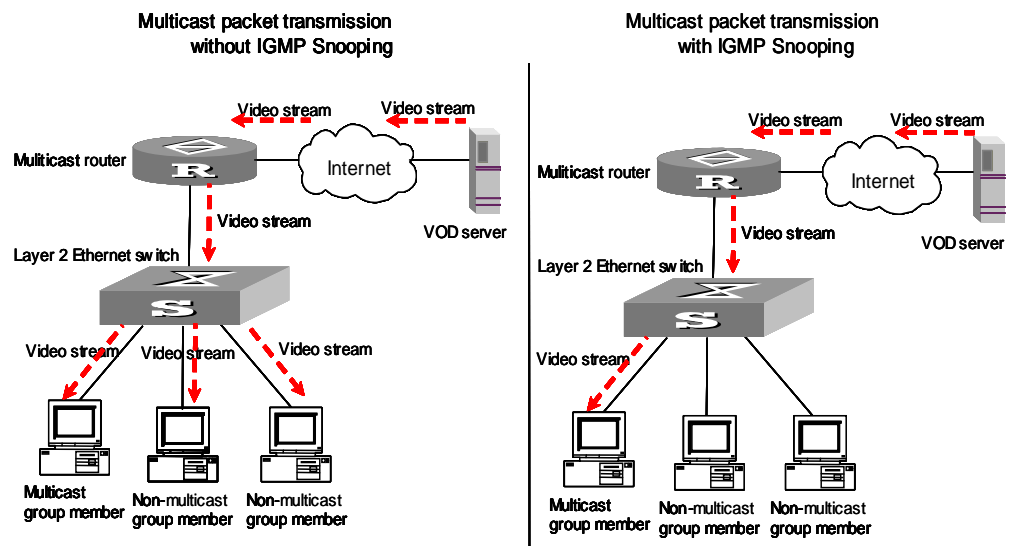 Multicast packet transmission
without IGMP Snooping
Video stream
Video stream
Muliticast router
R
Internet
Video stream
VOD server
Layer 2 Ethernet switch
S
Video stream
Video stream
Video stream
Multicast
group member
Non-multicast
group member
Non-multicast
group member
Multicast packet transmission
with IGMP Snooping
Video stream
Video stream
Muliticast router
R
Internet
Video stream
VOD server
Layer 2 Ethernet switch
S
Video stream
Multicast
group member
Non-multicast
group member
Non-multicast
group member